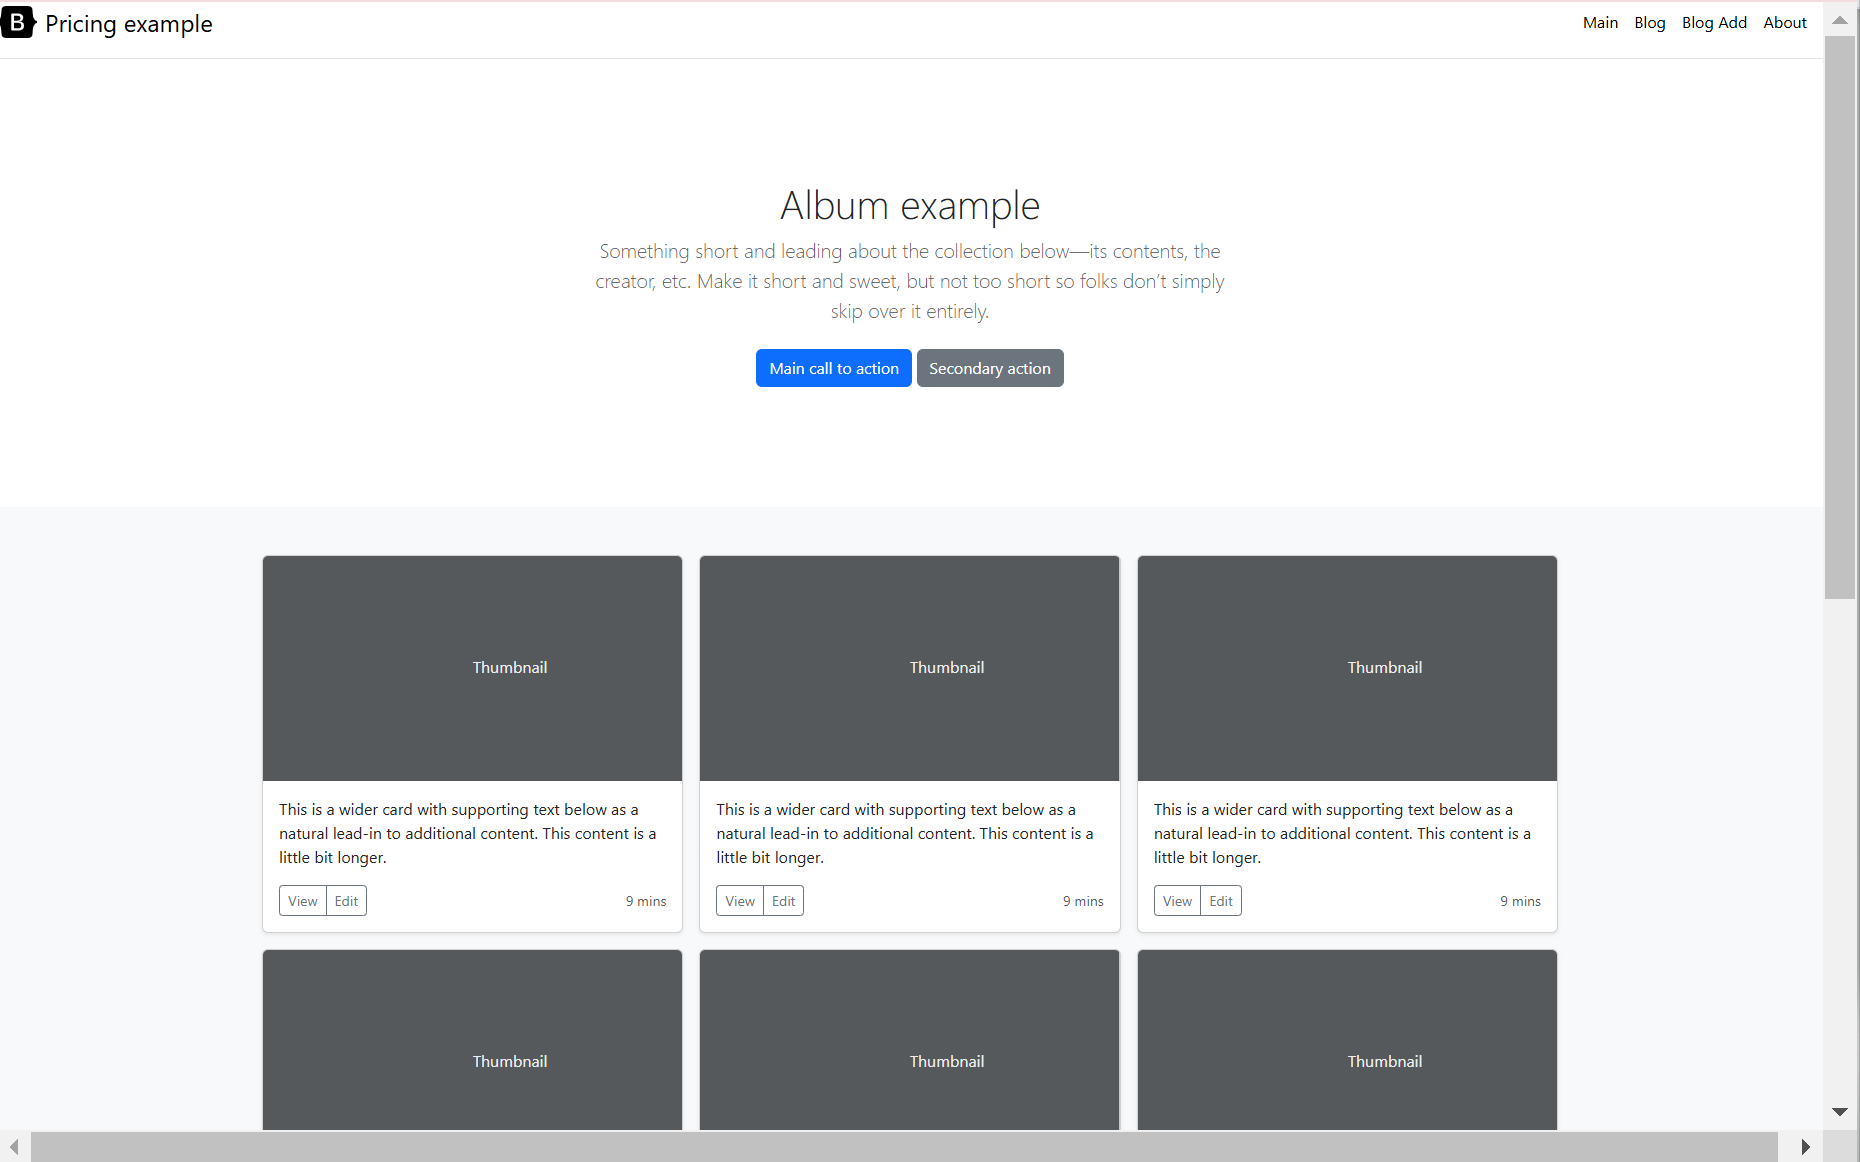 B Pricing example
Main Blog Blog Add About
Album example
Something short and leading about the collection below—its contents, the
creator, etc. Make it short and sweet, but not too short so folks don’t simply
skip over it entirely.
Main call to action Secondary action
Thumbnail
This is a wider card with supporting text below as a
natural lead-in to additional content. This content is a
little bit longer.
View Edit 9 mins
Thumbnail
This is a wider card with supporting text below as a
natural lead-in to additional content. This content is a
little bit longer.
View Edit 9 mins
Thumbnail
This is a wider card with supporting text below as a
natural lead-in to additional content. This content is a
little bit longer.
View Edit 9 mins
Thumbnail
Thumbnail
Thumbnail